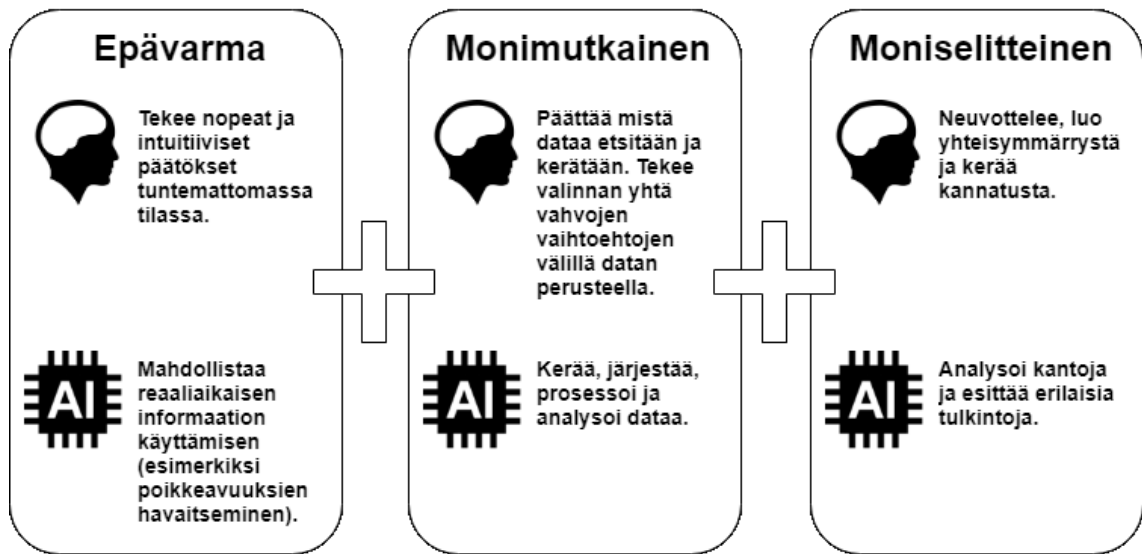 Epävarma
Tekee nopeat ja
intuitiiviset
päätökset
tuntemattomassa
tilassa.
AI
Mahdollistaa
reaaliaikaisen
informaation
käyttämisen
(esimerkiksi
poikkeavuuksien
havaitseminen).
Monimutkainen
Päättää mistä
dataa etsitään ja
kerätään. Tekee
valinnan yhtä
vahvojen
vaihtoehtojen
välillä datan
perusteella.
AI
Kerää, järjestää,
prosessoi ja
analysoi dataa.
Moniselitteinen
Neuvottelee, luo
yhteisymmärrystä
ja kerää
kannatusta.
AI
Analysoi kantoja
ja esittää erilaisia
tulkintoja.